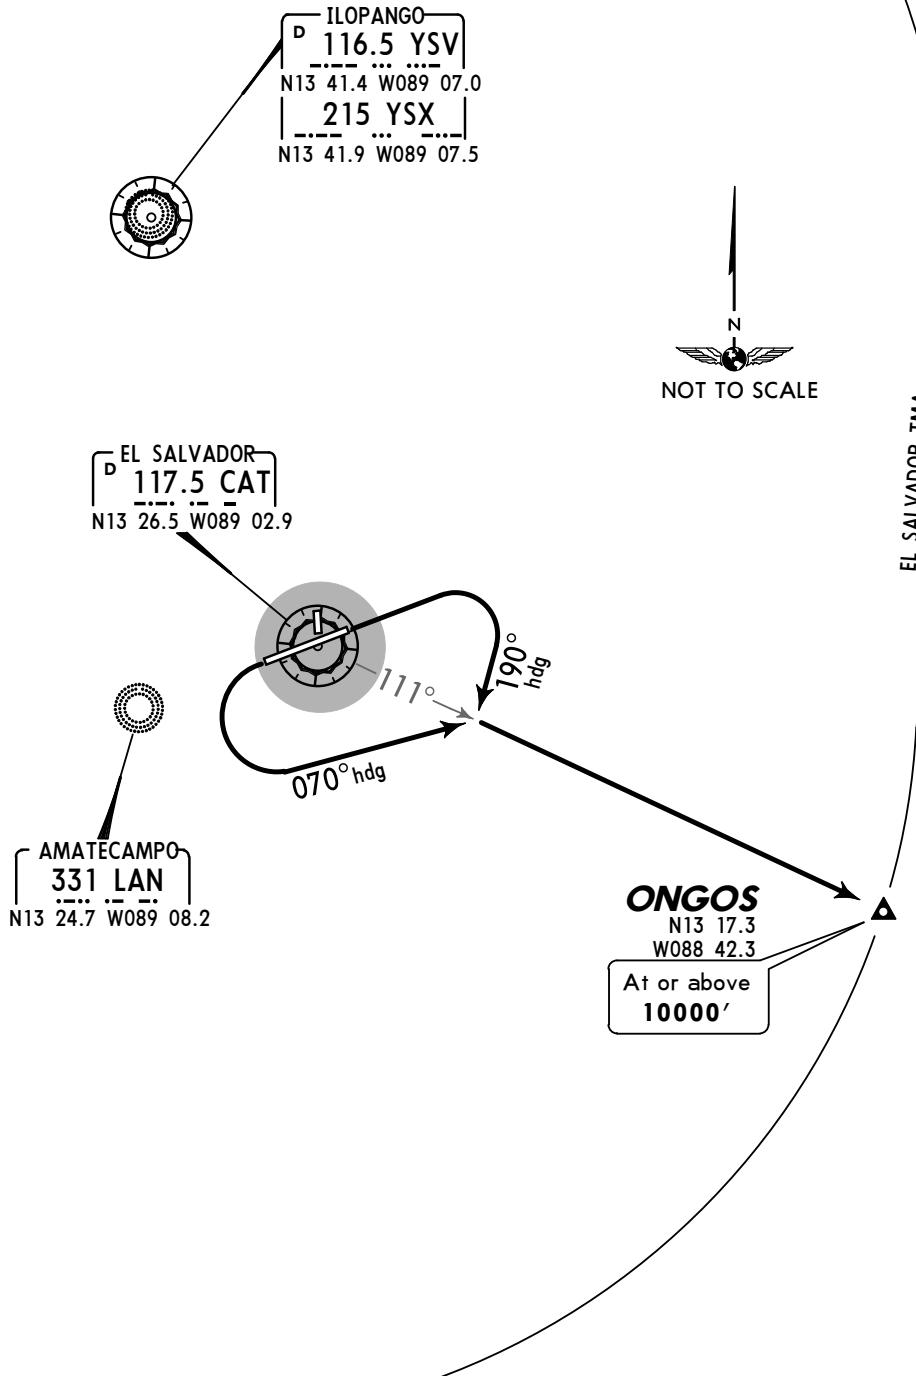 ILOPANGO
D 116.5 YSV
N13 41.4 W089 07.0
215 YSX
N13 41.9 W089 07.5
N
NOT TO SCALE
EL SALVADOR TMA
EL SALVADOR
D 117.5 CAT
N13 26.5 W089 02.9
111°
190°
hdg
070° hdg
AMATECAMPO
331 LAN
N13 24.7 W089 08.2
ONGOS
N13 17.3
W088 42.3
At or above
10000'